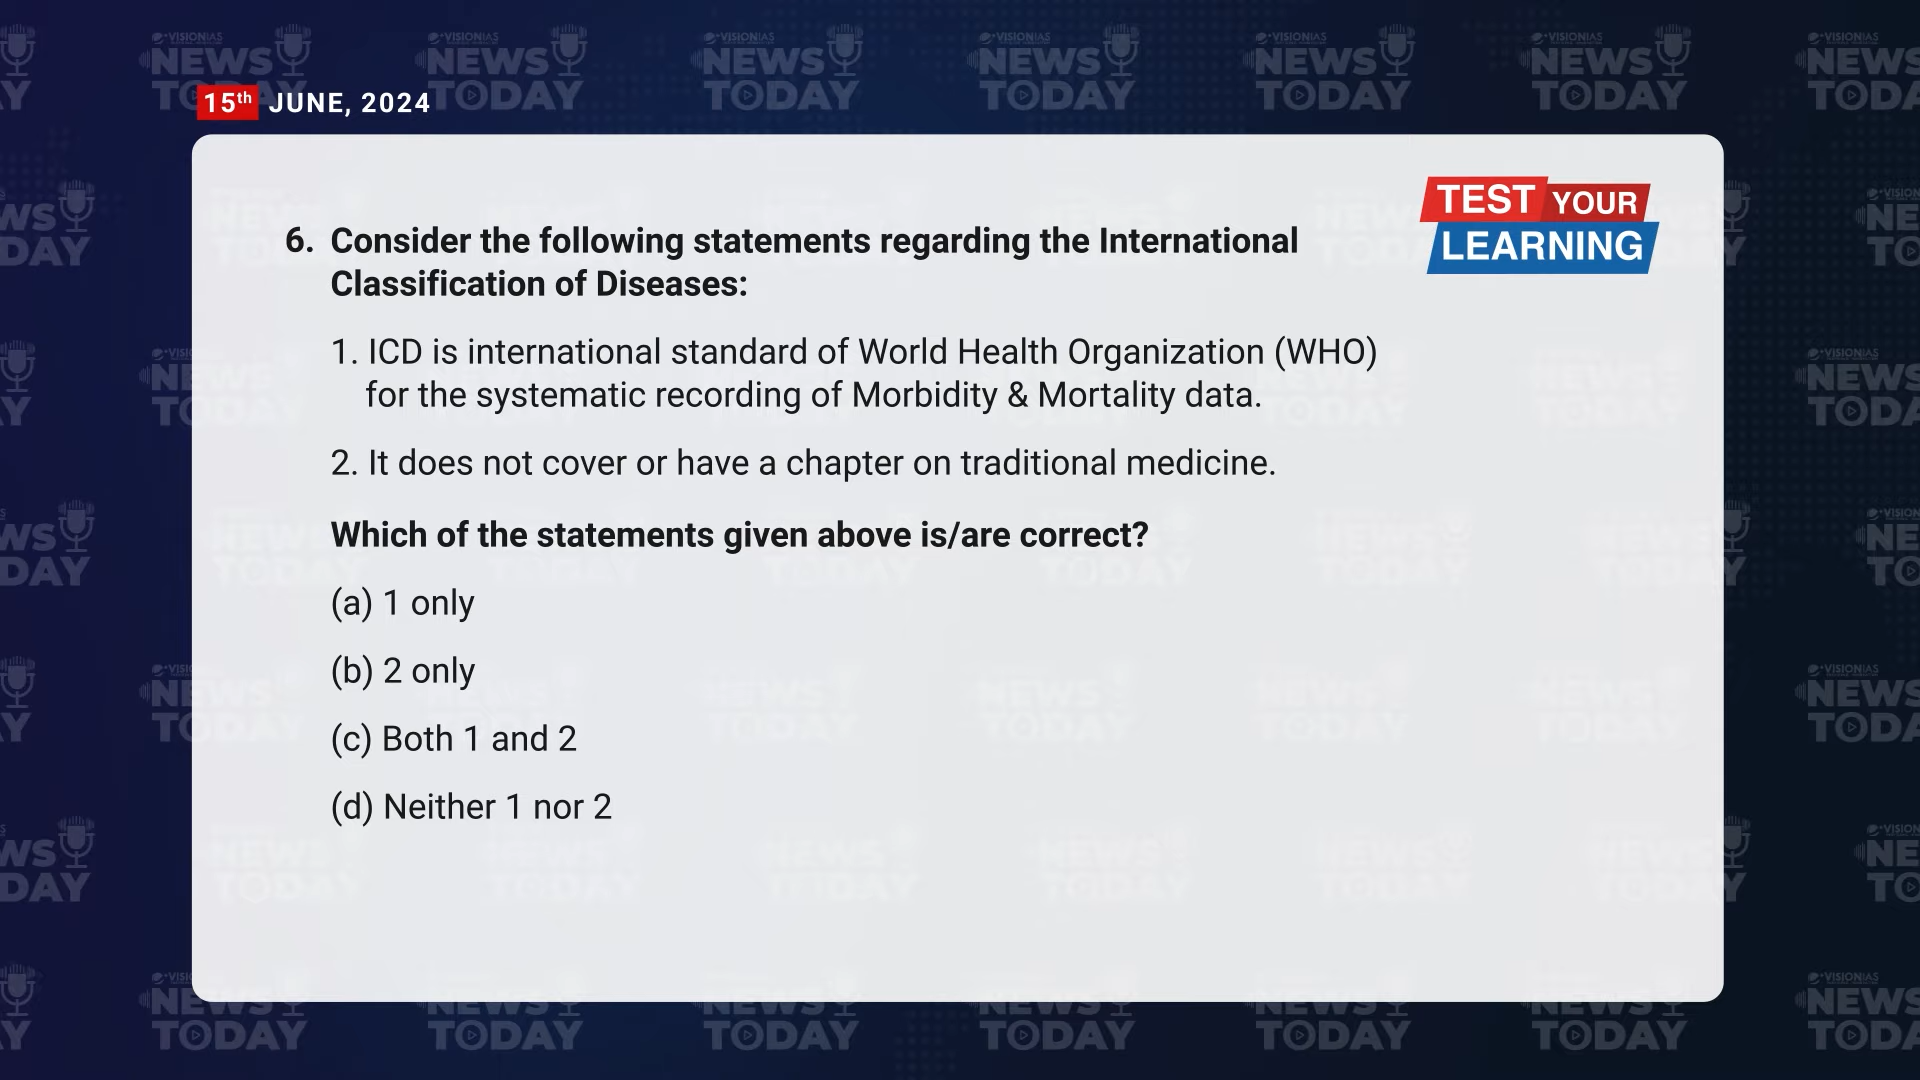 15th JUNE, 2024
TEST YOUR
LEARNING
6. Consider the following statements regarding the International
Classification of Diseases:
1. ICD is international standard of World Health Organization (WHO)
for the systematic recording of Morbidity & Mortality data.
2. It does not cover or have a chapter on traditional medicine.
Which of the statements given above is/are correct?
(a) 1 only
(b) 2 only
(c) Both 1 and 2
(d) Neither 1 nor 2
VISIONIAS
NEWS
TODAY